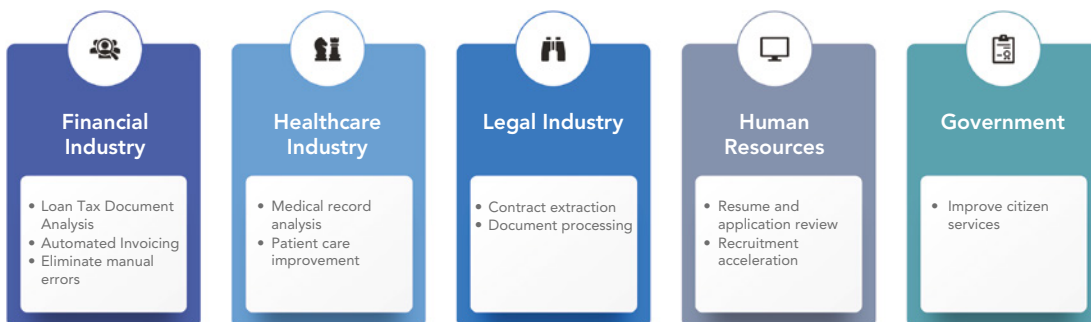 Financial
Industry
• Loan Tax Document
Analysis
• Automated Invoicing
• Eliminate manual
errors
Healthcare
Industry
• Medical record
analysis
• Patient care
improvement
Legal Industry
• Contract extraction
• Document processing
Human
Resources
• Resume and
application review
• Recruitment
acceleration
Government
• Improve citizen
services